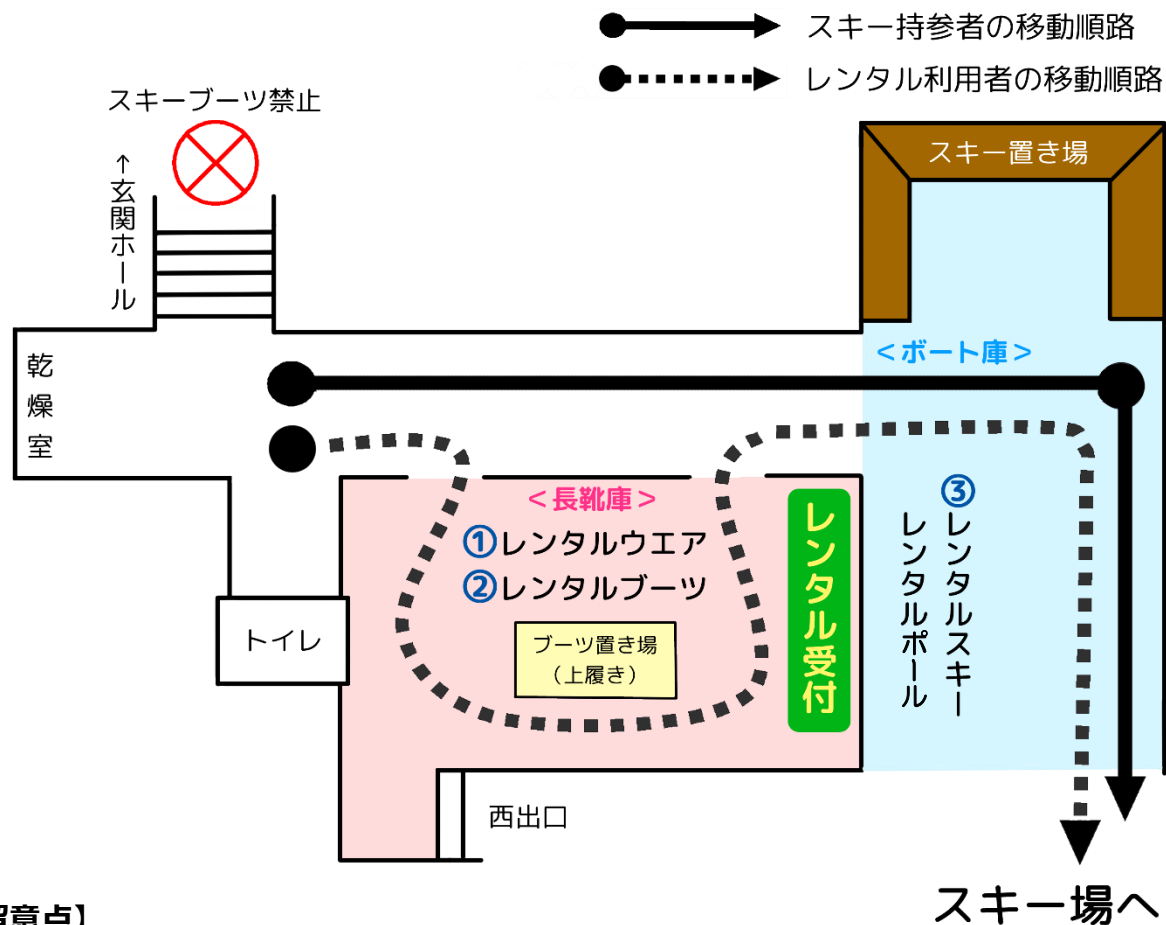 スキー持参者の移動順路
レンタル利用者の移動順路
スキーブーツ禁止
↑玄関ホール
スキー置き場
乾燥室
＜ボート庫＞
＜長靴庫＞
①レンタルウエア
②レンタルブーツ
ブーツ置き場
（上履き）
レンタル受付
③レンタルスキー
レンタルポール
トイレ
西出口
スキー場へ
意点】